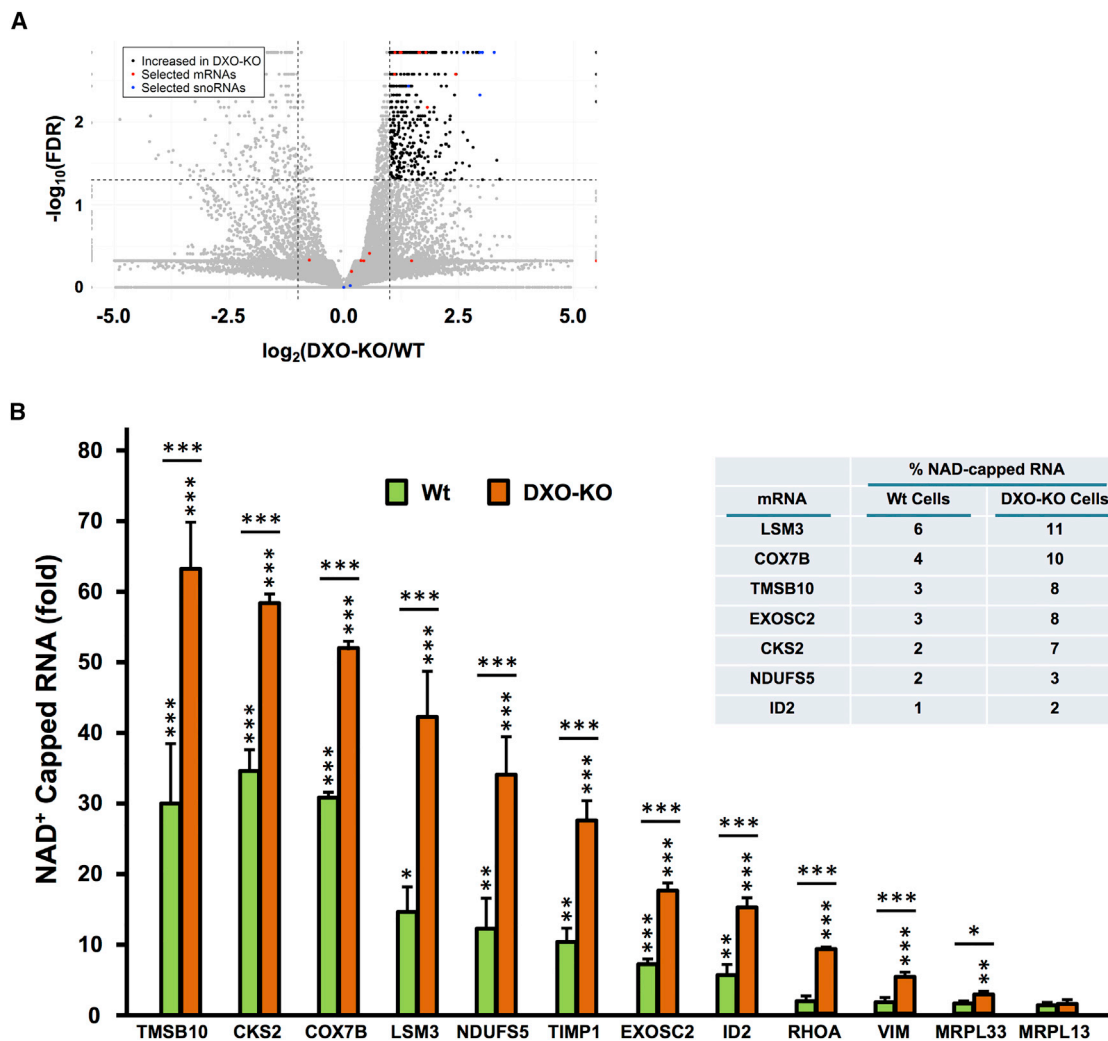 A
Increased in DXO-KO
Selected mRNAs
Selected snoRNAs
-log10(FDR)
2
1
0
-5.0 -2.5 0.0 2.5 5.0
log2(DXO-KO/WT
B
NAD+ Capped RNA (fold)
80
70
60
50
40
30
20
10
0
Wt DXO-KO
*** *** *** *** *** *** *** *** *** *** *
*** *** *** *** *** *** * *** ** *** ** *** *** *** ** *** *** *** **
TMSB10 CKS2 COX7B LSM3 NDUFS5 TIMP1 EXOSC2 ID2 RHOA VIM MRPL33 MRPL13
% NAD-capped RNA
mRNA Wt Cells DXO-KO Cells
LSM3 6 11
COX7B 4 10
TMSB10 3 8
EXOSC2 3 8
CKS2 2 7
NDUFS5 2 3
ID2 1 2